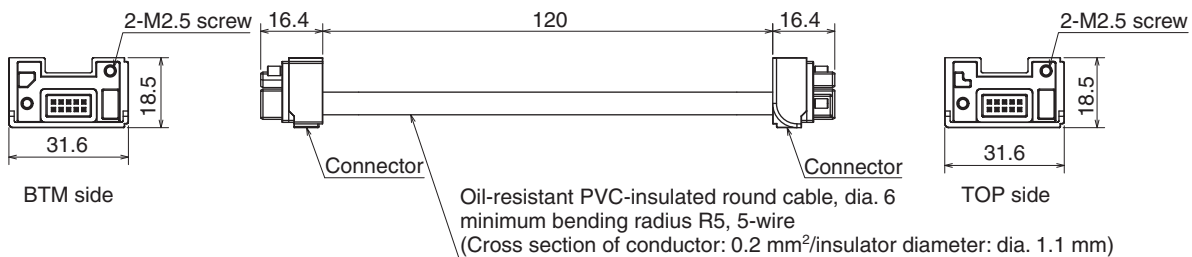 2-M2.5 screw
16.4
120
16.4
2-M2.5 screw
18.5
18.5
31.6
31.6
Connector
Connector
BTM side
TOP side
Oil-resistant PVC-insulated round cable, dia. 6
minimum bending radius R5, 5-wire
(Cross section of conductor: 0.2 mm²/insulator diameter: dia. 1.1 mm)